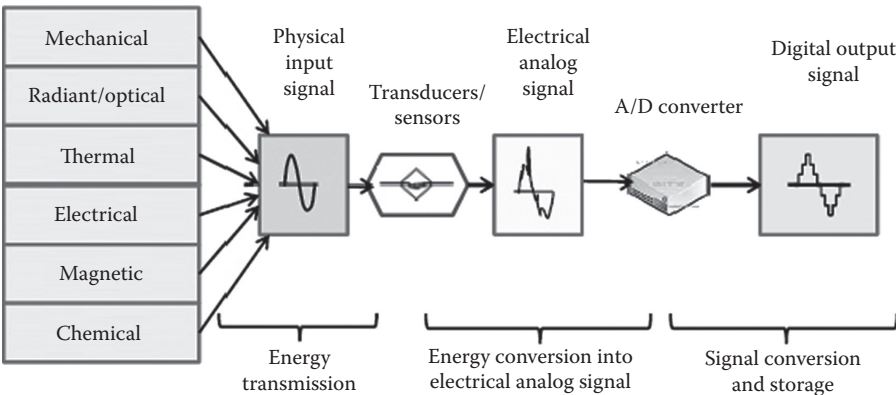 Mechanical
Radiant/optical
Thermal
Electrical
Magnetic
Chemical
Physical
input
signal
Transducers/
sensors
Electrical
analog
signal
A/D converter
Digital output
signal
Energy
transmission
Energy conversion into
electrical analog signal
Signal conversion
and storage